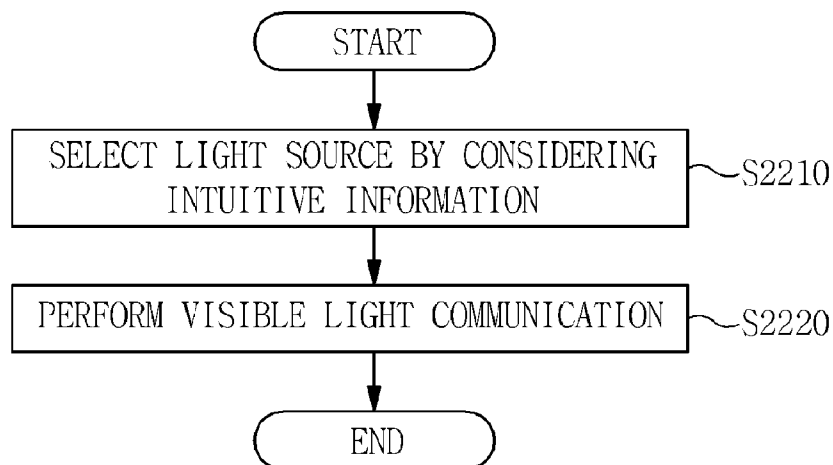 START
SELECT LIGHT SOURCE BY CONSIDERING
INTUITIVE INFORMATION
S2210
PERFORM VISIBLE LIGHT COMMUNICATION
S2220
END